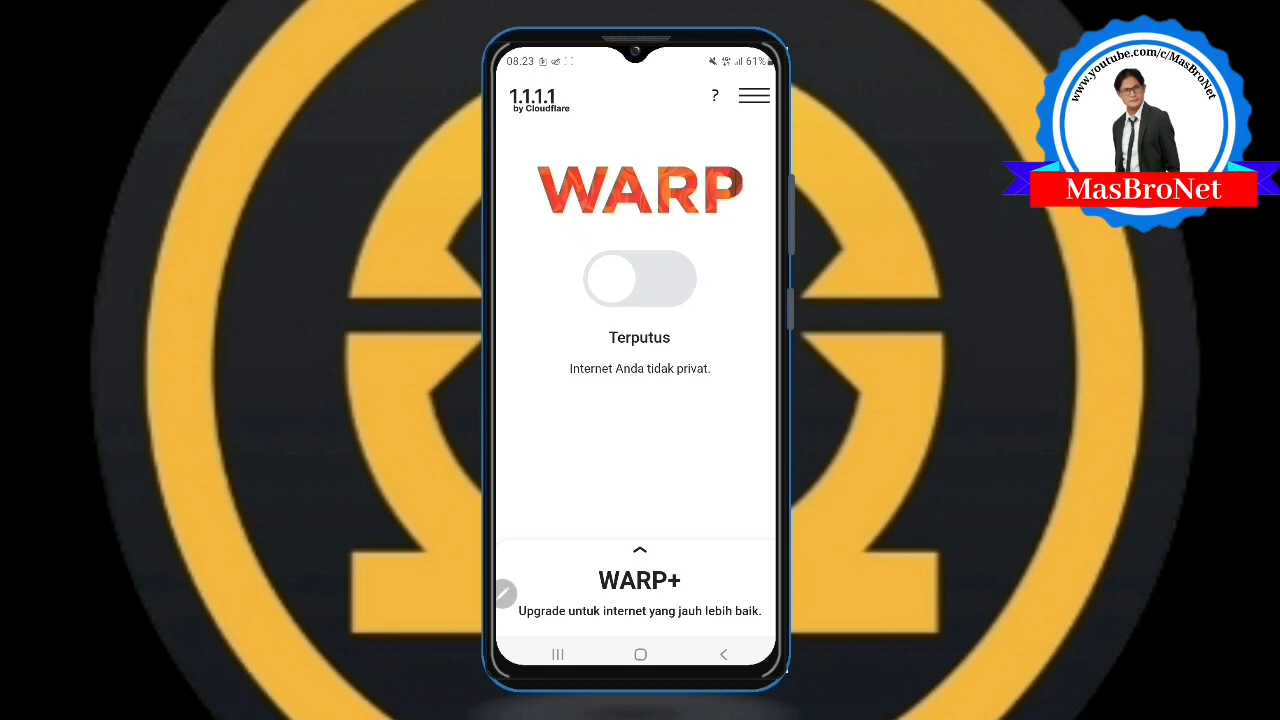 08.23
61%
1.1.1.1
by Cloudflare
?
WARP
Terputus
Internet Anda tidak privat.
WARP+
Upgrade untuk internet yang jauh lebih baik.
www.youtube.com/c/MasBroNet
MasBroNet